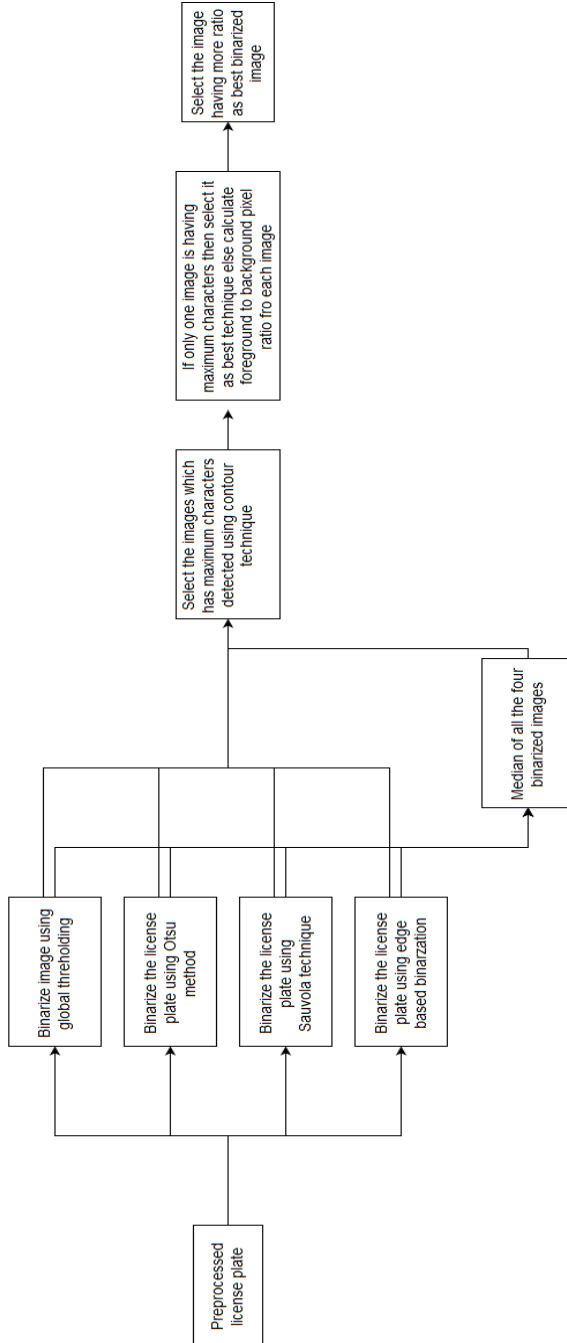 Preprocessed
license plate
Binarize image using
global threholding
Binarize the license
plate using Otsu
method
Binarize the license
plate using
Sauvola technique
Binarize the license
plate using edge
based binarzation
Median of all the four
binarized images
Select the images which
has maximum characters
detected using contour
technique
If only one image is having
maximum characters then select it
as best technique else calculate
foreground to background pixel
ratio fro each image
Select the image
having more ratio
as best binarized
image